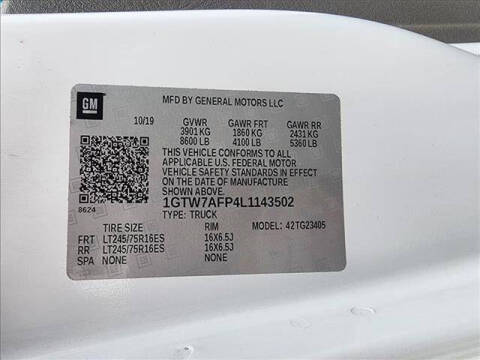 GM
MFD BY GENERAL MOTORS LLC
10/19 GVWR GAWR FRT GAWR RR
3901 KG 1860 KG 2431 KG
8600 LB 4100 LB 5360 LB
THIS VEHICLE CONFORMS TO ALL
APPLICABLE U.S. FEDERAL MOTOR
VEHICLE SAFETY STANDARDS IN EFFECT
ON THE DATE OF MANUFACTURE
SHOWN ABOVE.
1GTW7AFP4L1143502
8624
TYPE: TRUCK MODEL: 42TG23405
TIRE SIZE RIM
FRT LT245/75R16ES 16X6.5J
RR LT245/75R16ES 16X6.5J
SPA NONE NONE